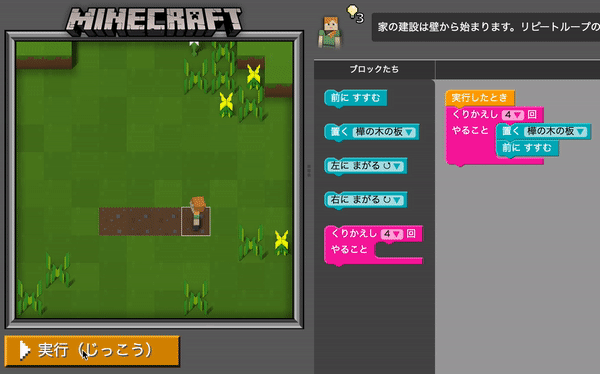 MINECRAFT
実行（じっこう）
3
家の建設は壁から始まります。リピートループの
ブロックたち
前に すすむ
置く 樺の木の板▼
左に まがる ↺▼
右に まがる ↻▼
くりかえし 4▼ 回
やること
実行したとき
くりかえし 4▼ 回
やること 置く 樺の木の板▼
前に すすむ